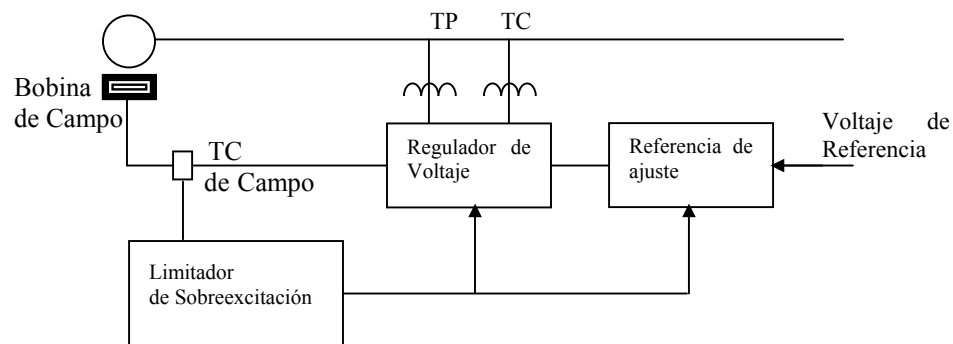 TP TC
Bobina
de Campo
TC
de Campo
Regulador de
Voltaje
Referencia de
ajuste
Voltaje de
Referencia
Limitador
de Sobreexcitación